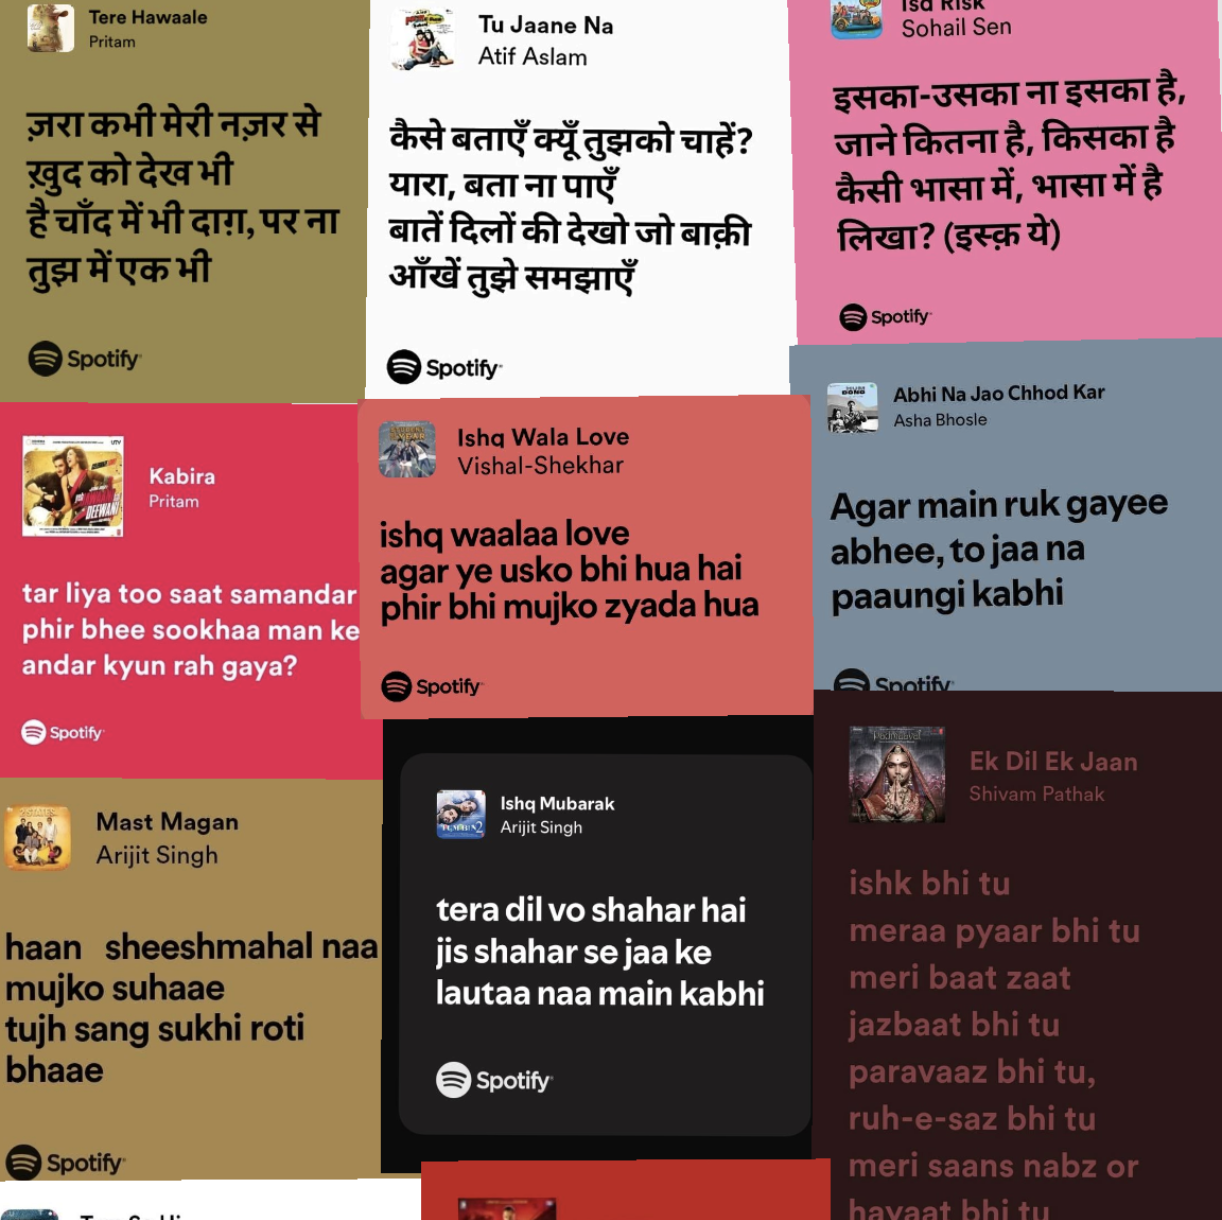 Tere Hawaale
Pritam
ज़रा कभी मेरी नज़र से
ख़ुद को देख भी
है चाँद में भी दाग़, पर ना
तुझ में एक भी
Spotify
Tu Jaane Na
Atif Aslam
कैसे बताएँ क्यूँ तुझको चाहें?
यारा, बता ना पाएँ
बातें दिलों की देखो जो बाक़ी
आँखें तुझे समझाएँ
Spotify
Isq Risk
Sohail Sen
इसका-उसका ना इसका है,
जाने कितना है, किसका है
कैसी भासा में, भासा में है
लिखा? (इस्क़ ये)
Spotify
Kabira
Pritam
tar liya too saat samandar
phir bhee sookhaa man ke
andar kyun rah gaya?
Spotify
Ishq Wala Love
Vishal-Shekhar
ishq waalaa love
agar ye usko bhi hua hai
phir bhi mujko zyada hua
Spotify
Abhi Na Jao Chhod Kar
Asha Bhosle
Agar main ruk gayee
abhee, to jaa na
paaungi kabhi
Spotify
Mast Magan
Arijit Singh
haan sheeshmahal naa
mujko suhaae
tujh sang sukhi roti
bhaae
Spotify
Ishq Mubarak
Arijit Singh
tera dil vo shahar hai
jis shahar se jaa ke
lautaa naa main kabhi
Spotify
Ek Dil Ek Jaan
Shivam Pathak
ishk bhi tu
meraa pyaar bhi tu
meri baat zaat
jazbaat bhi tu
paravaaz bhi tu,
ruh-e-saz bhi tu
meri saans nabz or
hayaat bhi tu